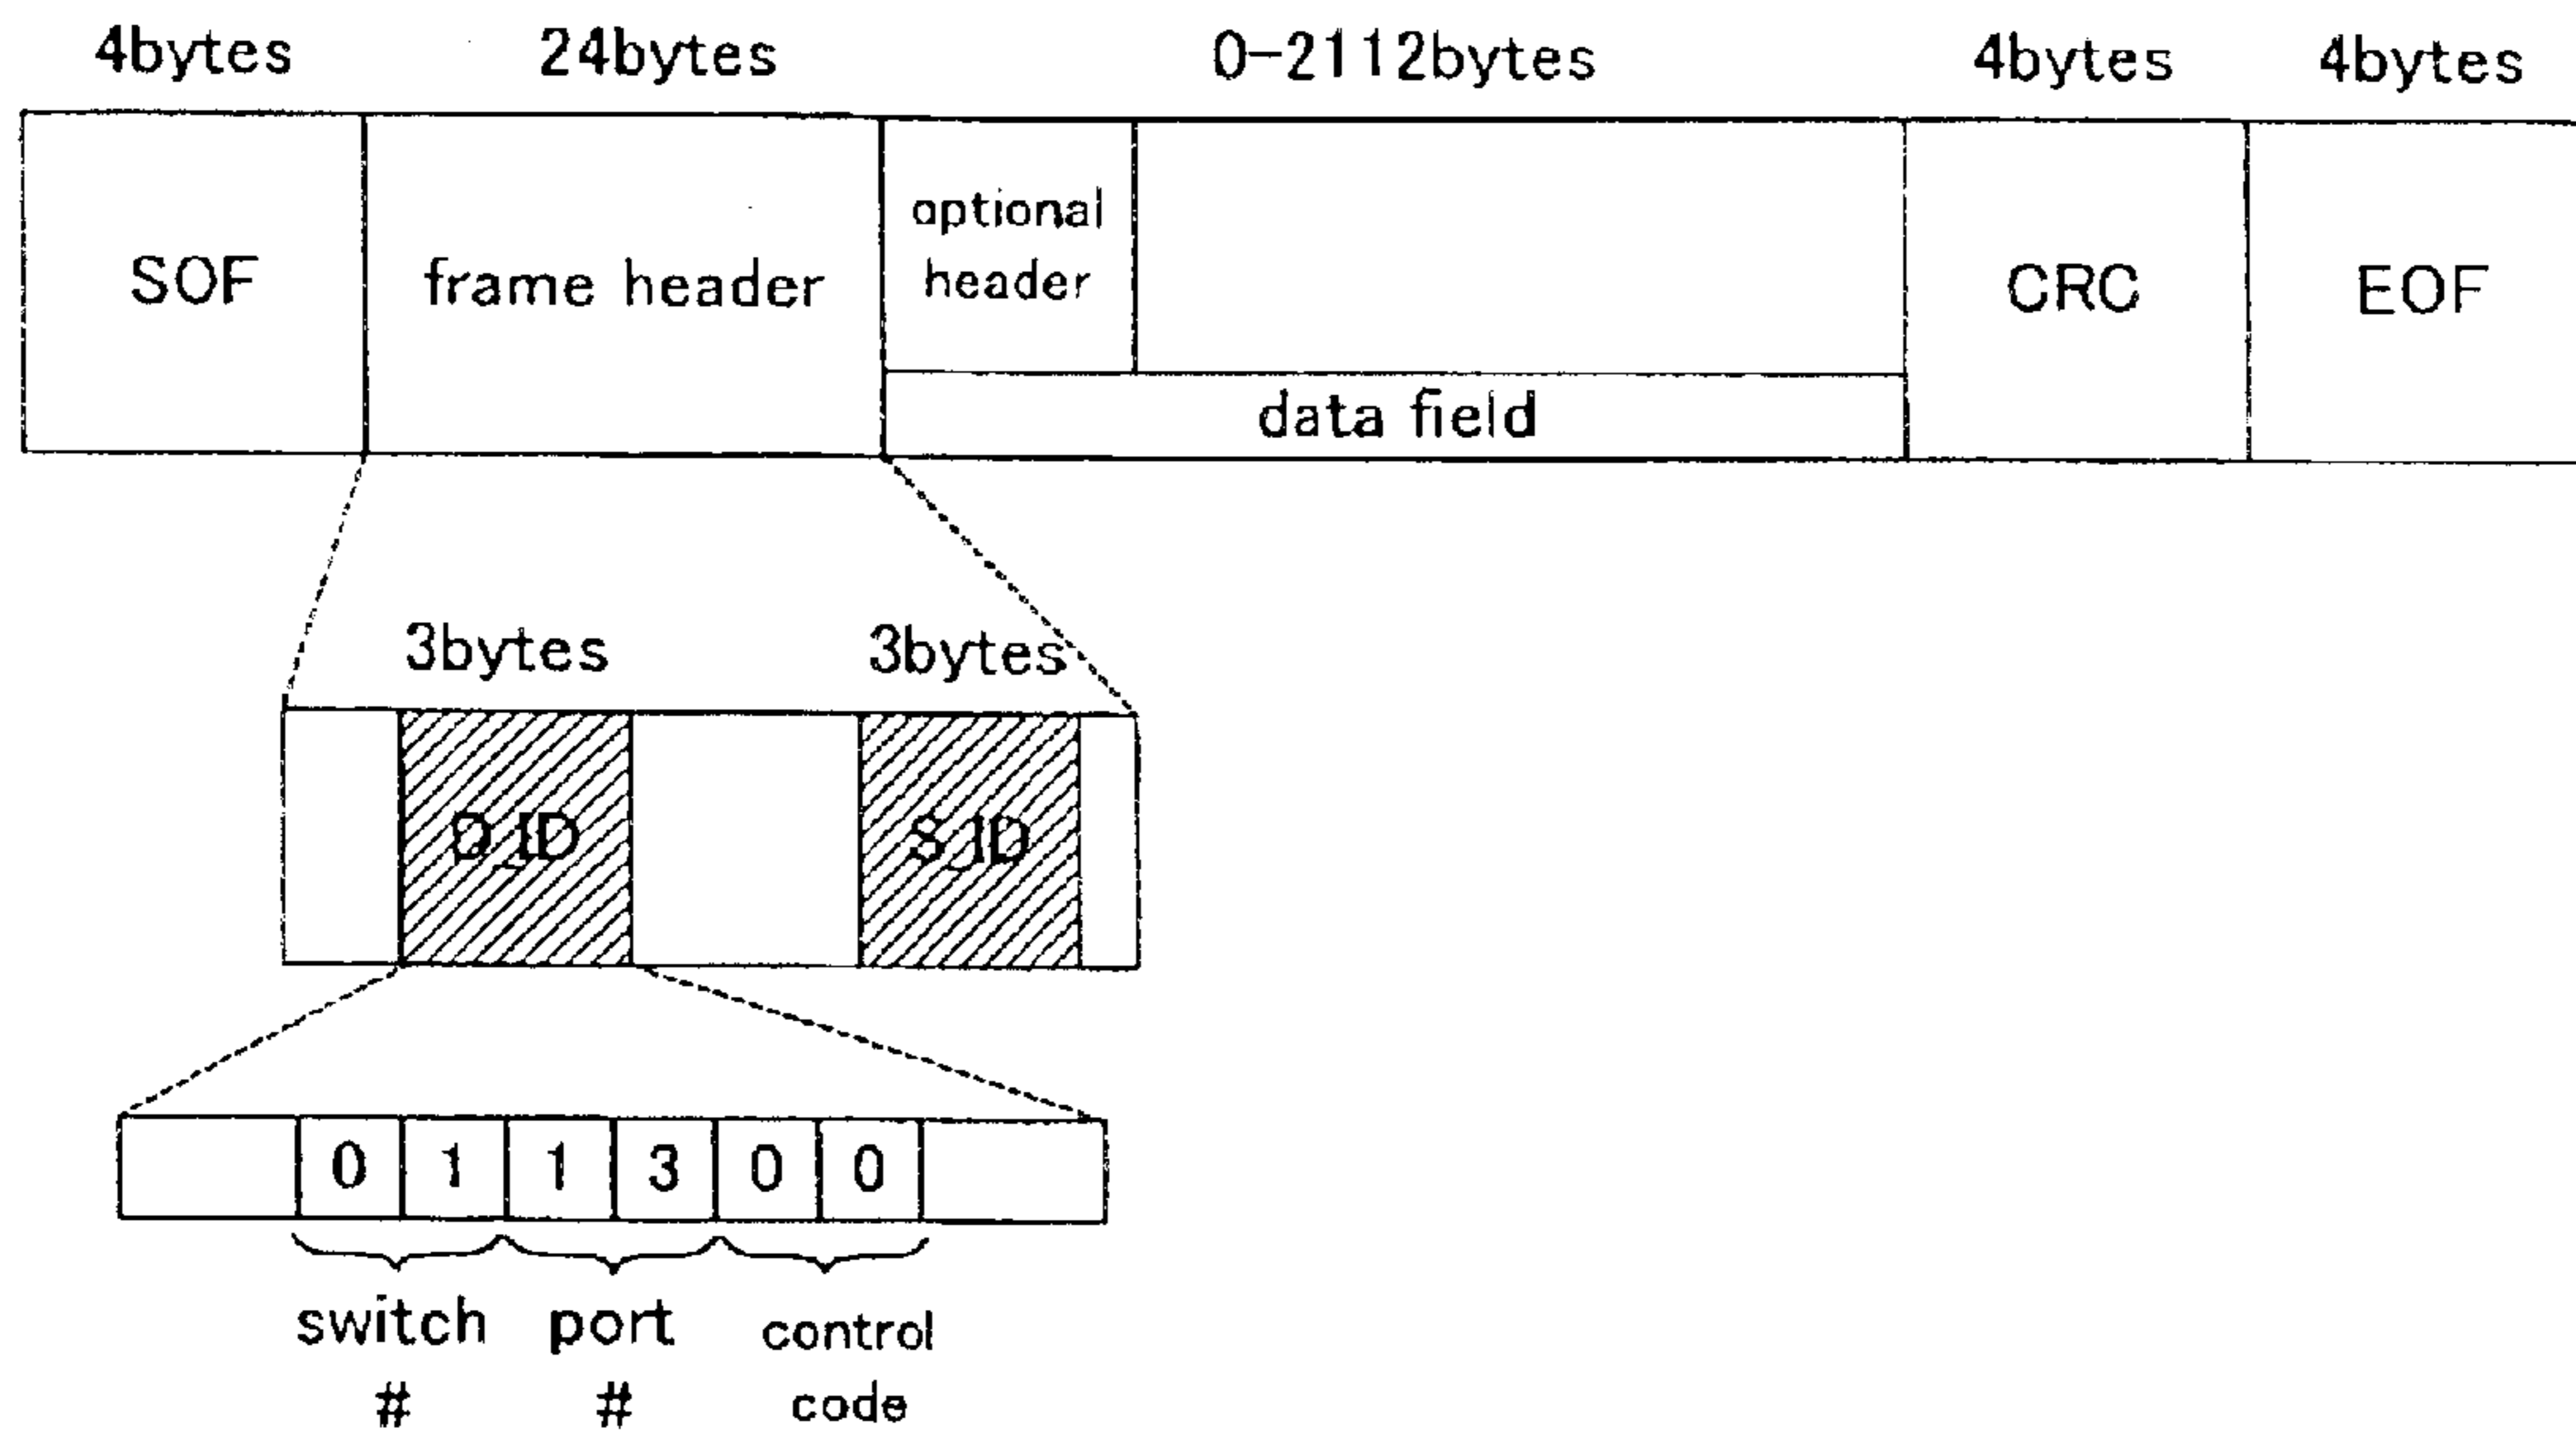 4bytes 24bytes 0-2112bytes 4bytes 4bytes
SOF frame header optional header CRC EOF
data field
3bytes 3bytes
D_ID S_ID
0 1 1 3 0 0
switch # port # control code